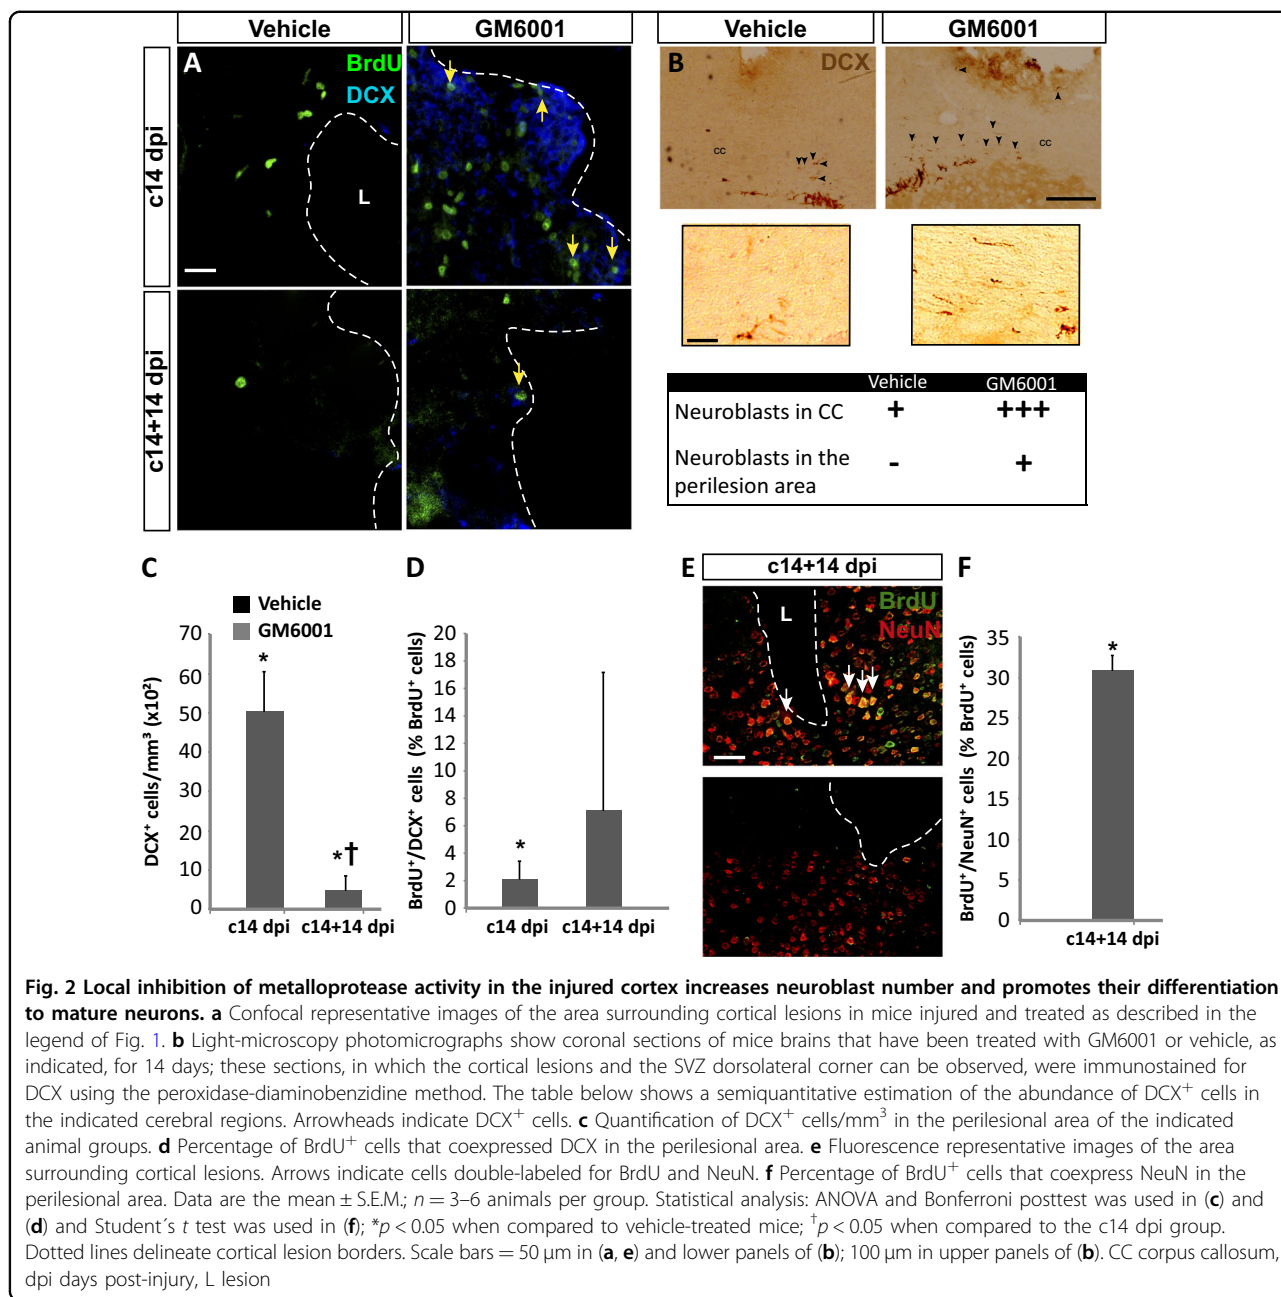 Vehicle
GM6001
Vehicle
GM6001
c14 dpi
c14+14 dpi
A
BrdU
DCX
L
B
DCX
cc
cc
Vehicle
GM6001
Neuroblasts in CC
+
+++
Neuroblasts in the
perilesion area
-
+
C
Vehicle
GM6001
DCX⁺ cells/mm³ (x10²)
70
60
50
40
30
20
10
0
*
*†
c14 dpi
c14+14 dpi
D
BrdU⁺/DCX⁺ cells (% BrdU⁺ cells)
20
18
16
14
12
10
8
6
4
2
0
*
c14 dpi
c14+14 dpi
E
c14+14 dpi
L
BrdU
NeuN
F
BrdU⁺/NeuN⁺ cells (% BrdU⁺ cells)
35
30
25
20
15
10
5
0
*
c14+14 dpi
Fig. 2 Local inhibition of metalloprotease activity in the injured cortex increases neuroblast number and promotes their differentiation
to mature neurons. a Confocal representative images of the area surrounding cortical lesions in mice injured and treated as described in the
legend of Fig. 1. b Light-microscopy photomicrographs show coronal sections of mice brains that have been treated with GM6001 or vehicle, as
indicated, for 14 days; these sections, in which the cortical lesions and the SVZ dorsolateral corner can be observed, were immunostained for
DCX using the peroxidase-diaminobenzidine method. The table below shows a semiquantitative estimation of the abundance of DCX⁺ cells in
the indicated cerebral regions. Arrowheads indicate DCX⁺ cells. c Quantification of DCX⁺ cells/mm³ in the perilesional area of the indicated
animal groups. d Percentage of BrdU⁺ cells that coexpressed DCX in the perilesional area. e Fluorescence representative images of the area
surrounding cortical lesions. Arrows indicate cells double-labeled for BrdU and NeuN. f Percentage of BrdU⁺ cells that coexpress NeuN in the
perilesional area. Data are the mean ± S.E.M.; n = 3–6 animals per group. Statistical analysis: ANOVA and Bonferroni posttest was used in (c) and
(d) and Student´s t test was used in (f); *p < 0.05 when compared to vehicle-treated mice; †p < 0.05 when compared to the c14 dpi group.
Dotted lines delineate cortical lesion borders. Scale bars = 50 µm in (a, e) and lower panels of (b); 100 µm in upper panels of (b). CC corpus callosum,
dpi days post-injury, L lesion